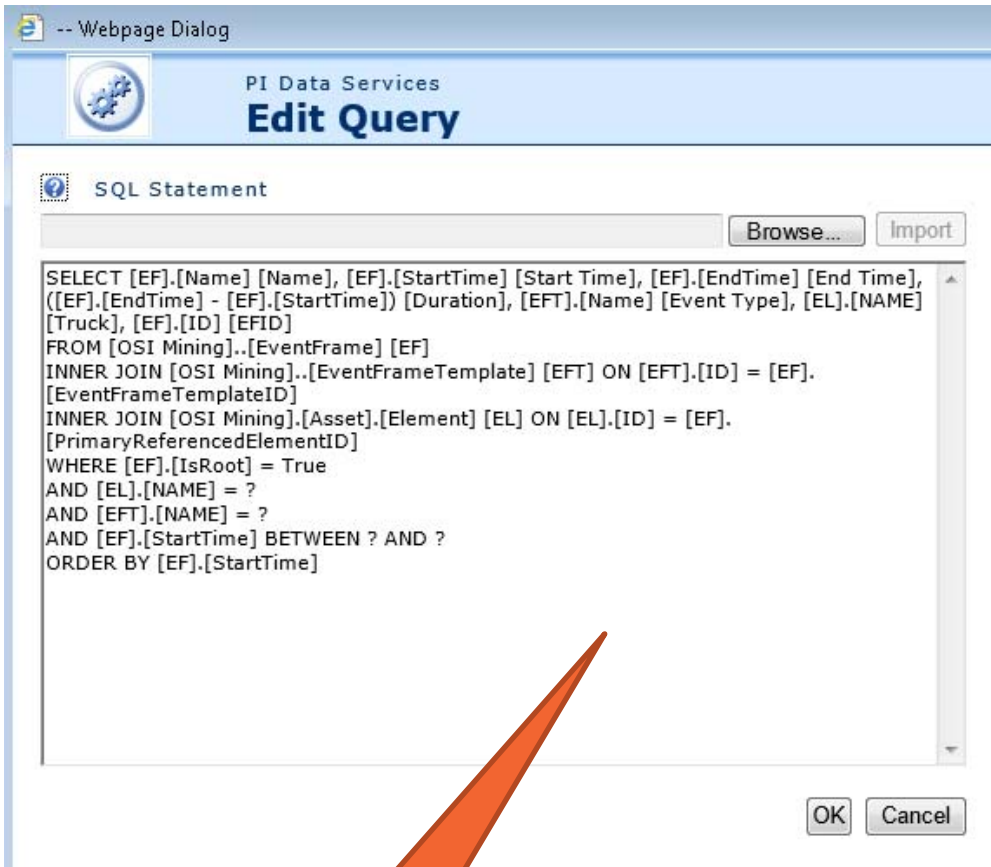 -- Webpage Dialog
PI Data Services
Edit Query
SQL Statement
Browse... Import
SELECT [EF].[Name] [Name], [EF].[StartTime] [Start Time], [EF].[EndTime] [End Time],
([EF].[EndTime] - [EF].[StartTime]) [Duration], [EFT].[Name] [Event Type], [EL].[NAME]
[Truck], [EF].[ID] [EFID]
FROM [OSI Mining]..[EventFrame] [EF]
INNER JOIN [OSI Mining]..[EventFrameTemplate] [EFT] ON [EFT].[ID] = [EF].
[EventFrameTemplateID]
INNER JOIN [OSI Mining].[Asset].[Element] [EL] ON [EL].[ID] = [EF].
[PrimaryReferencedElementID]
WHERE [EF].[IsRoot] = True
AND [EL].[NAME] = ?
AND [EFT].[NAME] = ?
AND [EF].[StartTime] BETWEEN ? AND ?
ORDER BY [EF].[StartTime]
OK Cancel